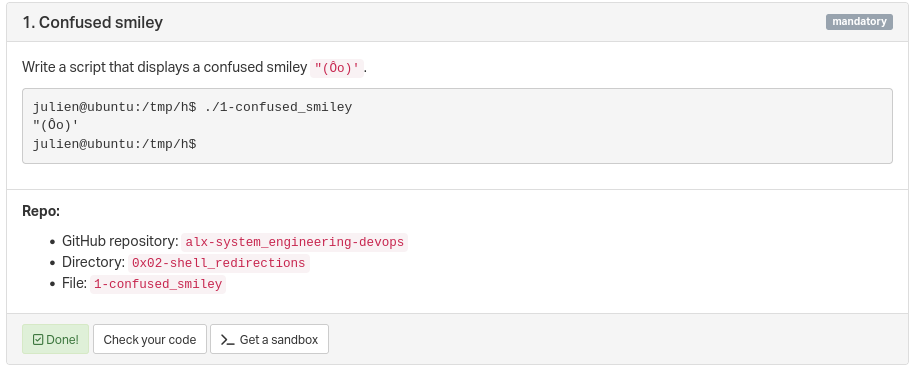 1. Confused smiley
mandatory
Write a script that displays a confused smiley "(Ôo)'.
julien@ubuntu:/tmp/h$ ./1-confused_smiley
"(Ôo)'
julien@ubuntu:/tmp/h$
Repo:
• GitHub repository: alx-system_engineering-devops
• Directory: 0x02-shell_redirections
• File: 1-confused_smiley
Done! Check your code >_ Get a sandbox